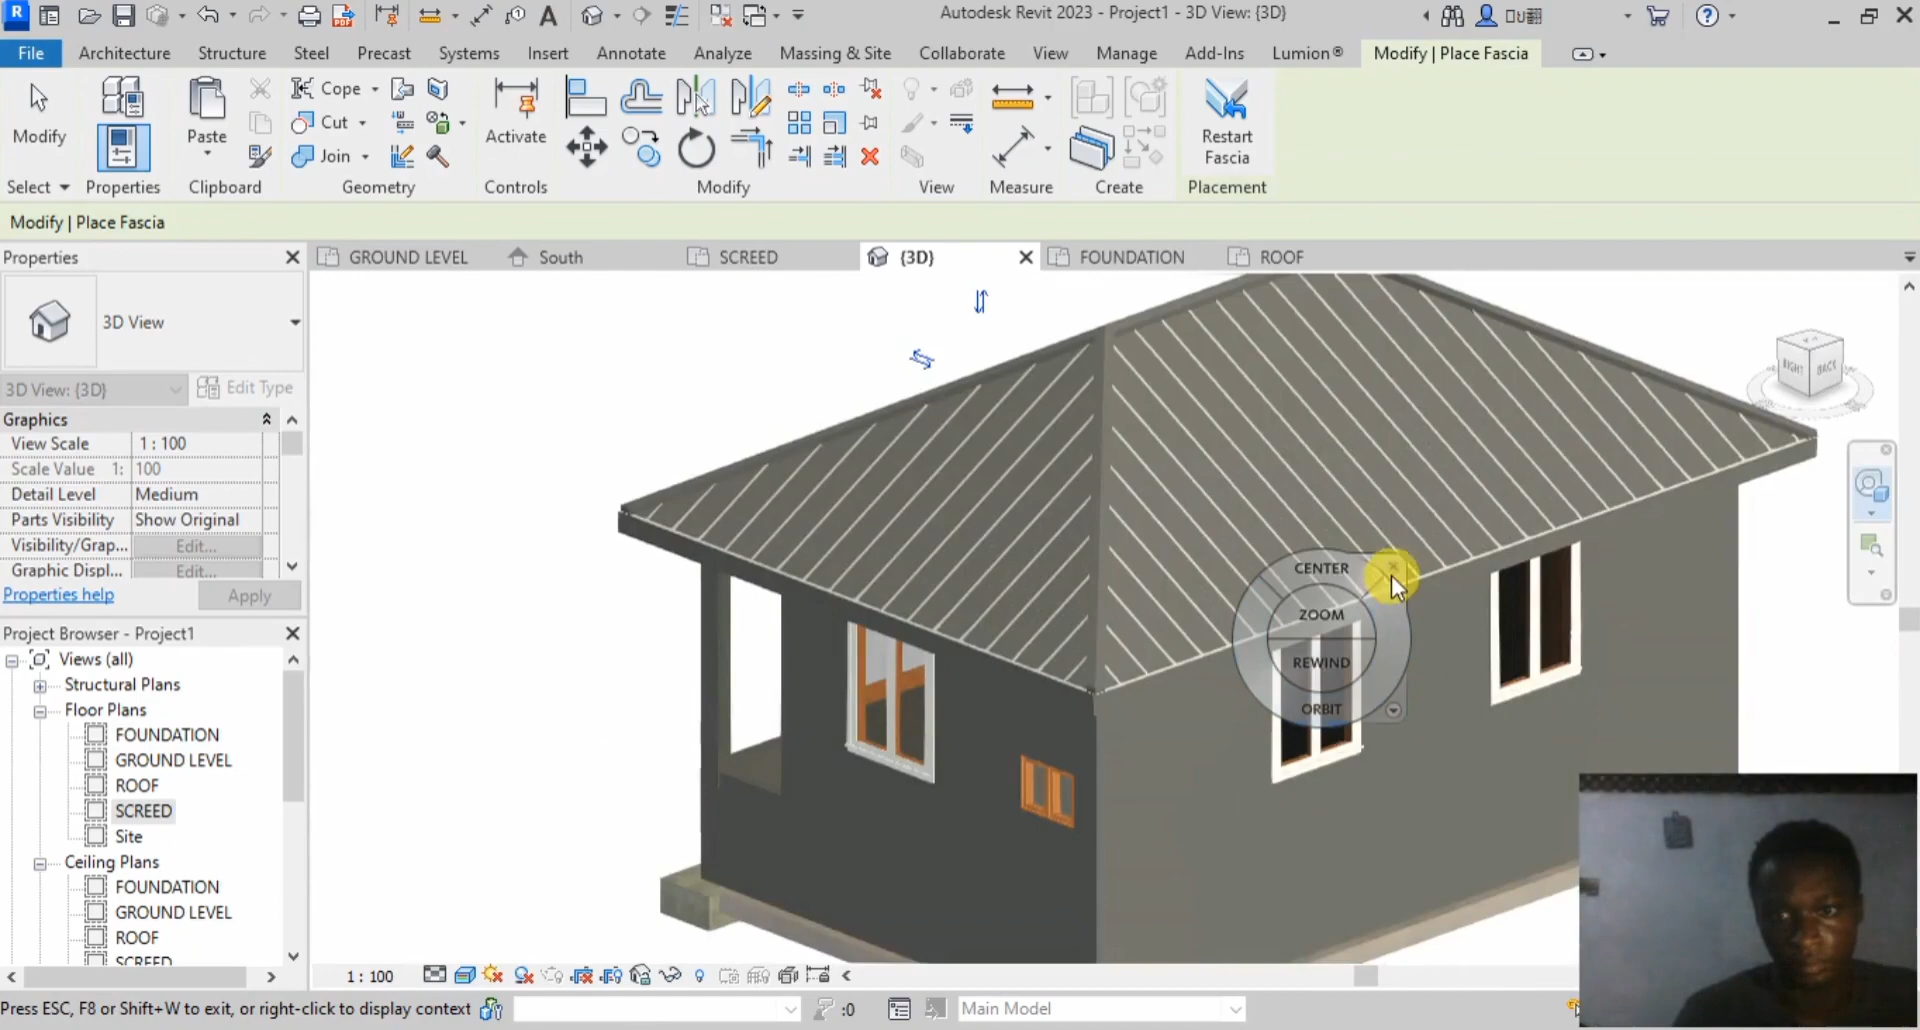 Autodesk Revit 2023 - Project1 - 3D View: {3D}
File Architecture Structure Steel Precast Systems Insert Annotate Analyze Massing & Site Collaborate View Manage Add-Ins Lumion® Modify | Place Fascia
Modify
Paste
Cope
Cut
Join
Activate
Restart
Fascia
Select Properties Clipboard Geometry Controls Modify View Measure Create Placement
Modify | Place Fascia
Properties
GROUND LEVEL South SCREED {3D} FOUNDATION ROOF
3D View
3D View: {3D} Edit Type
Graphics
View Scale 1 : 100
Scale Value 1: 100
Detail Level Medium
Parts Visibility Show Original
Visibility/Grap... Edit...
Graphic Displ... Edit...
Properties help Apply
RIGHT BACK
CENTER
ZOOM
REWIND
ORBIT
Project Browser - Project1
Views (all)
Structural Plans
Floor Plans
FOUNDATION
GROUND LEVEL
ROOF
SCREED
Site
Ceiling Plans
FOUNDATION
GROUND LEVEL
ROOF
SCREED
1 : 100
Press ESC, F8 or Shift+W to exit, or right-click to display context :0 Main Model